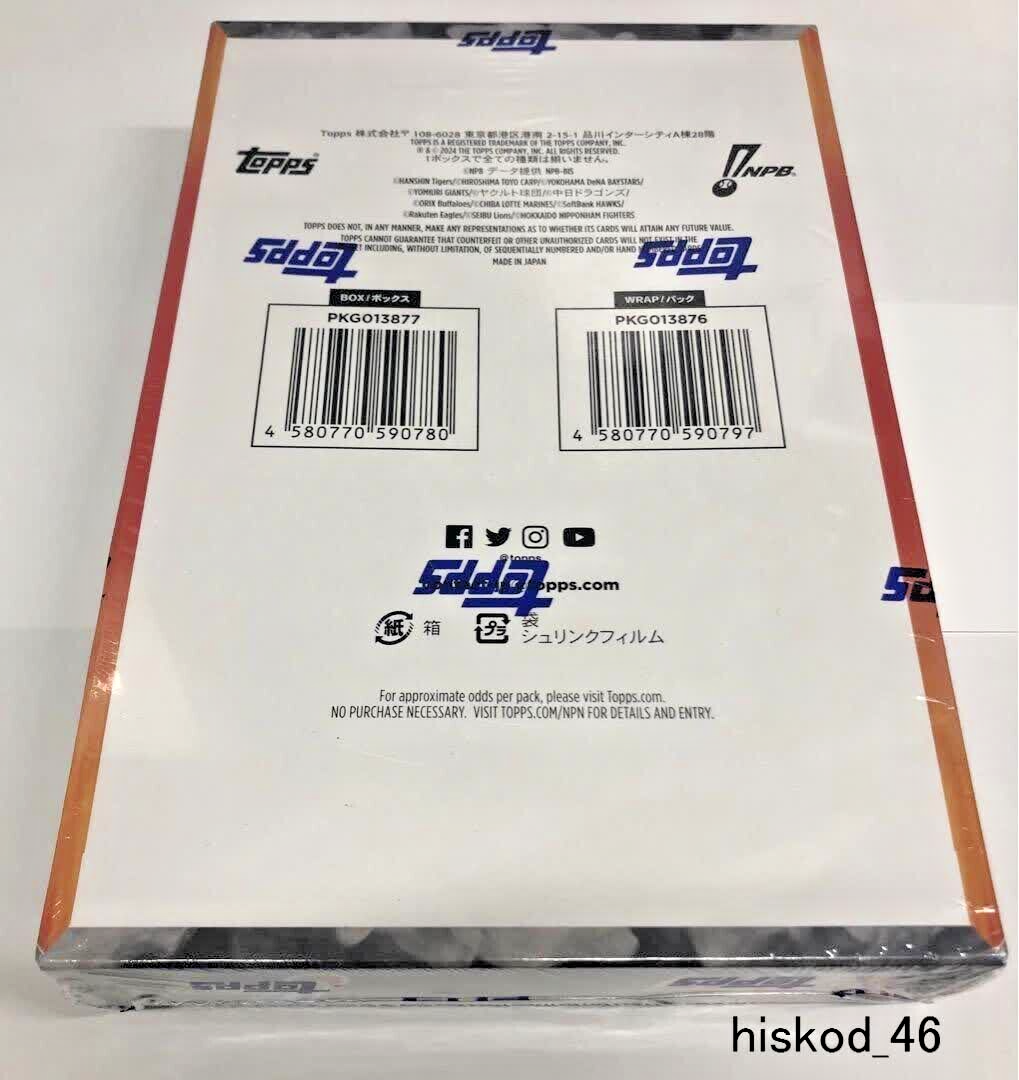 topps
Topps 株式会社〒108-6028 東京都港区港南 2-15-1 品川インターシティA棟28階
TOPPS IS A REGISTERED TRADEMARK OF THE TOPPS COMPANY, INC.
® & © 2024 THE TOPPS COMPANY, INC. ALL RIGHTS RESERVED.
1ボックスで全ての種類は揃いません。
topps
NPB
©NPB データ提供 NPB-BIS
©HANSHIN Tigers/©HIROSHIMA TOYO CARP/©YOKOHAMA DeNA BAYSTARS/
©YOMIURI GIANTS/©ヤクルト球団/©中日ドラゴンズ/
©ORIX Buffaloes/©CHIBA LOTTE MARINES/©SoftBank HAWKS/
©Rakuten Eagles/©SEIBU Lions/©HOKKAIDO NIPPONHAM FIGHTERS
TOPPS DOES NOT, IN ANY MANNER, MAKE ANY REPRESENTATIONS AS TO WHETHER ITS CARDS WILL ATTAIN ANY FUTURE VALUE.
TOPPS CANNOT GUARANTEE THAT COUNTERFEIT OR OTHER UNAUTHORIZED CARDS WILL NOT EXIST IN THE
INCLUDING, WITHOUT LIMITATION, OF SEQUENTIALLY NUMBERED AND/OR HAND
MADE IN JAPAN
topps
topps
BOX/ボックス
PKG013877
4 580770 590780
WRAP/パック
PKG013876
4 580770 590797
@topps
topps.com
topps
紙 箱
プラ 袋
シュリンクフィルム
For approximate odds per pack, please visit Topps.com.
NO PURCHASE NECESSARY. VISIT TOPPS.COM/NPN FOR DETAILS AND ENTRY.
topps
topps
hiskod_46